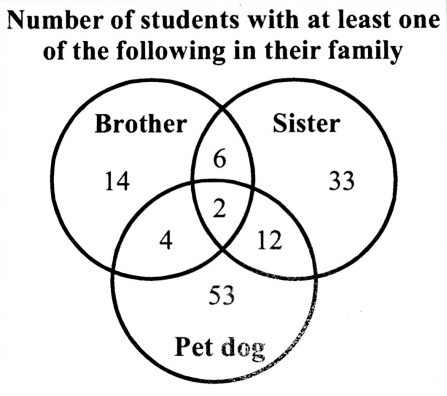 Number of students with at least one
of the following in their family
Brother
Sister
6
14
33
2
4
12
53
Pet dog